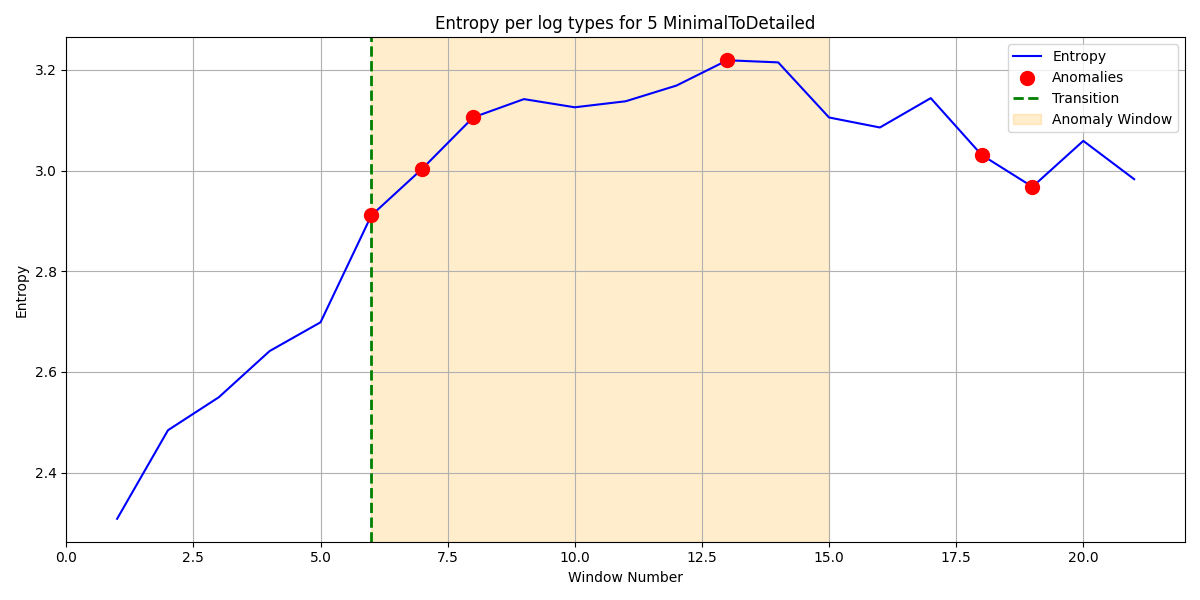 Entropy per log types for 5 MinimalToDetailed
Entropy
Anomalies
Transition
Anomaly Window
3.2
3.0
2.8
2.6
2.4
Entropy
0.0 2.5 5.0 7.5 10.0 12.5 15.0 17.5 20.0
Window Number